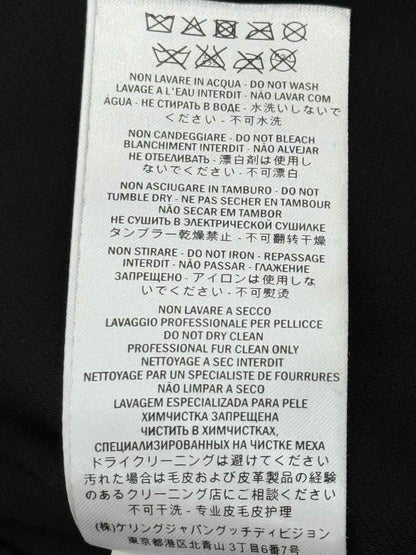 NON LAVARE IN ACQUA - DO NOT WASH
LAVAGE A L'EAU INTERDIT - NÃO LAVAR COM
ÁGUA - НЕ СТИРАТЬ В ВОДЕ - 水洗いしないで
ください - 不可水洗
NON CANDEGGIARE - DO NOT BLEACH
BLANCHIMENT INTERDIT - NÃO ALVEJAR
НЕ ОТБЕЛИВАТЬ - 漂白剤は使用し
ないでください - 不可漂白
NON ASCIUGARE IN TAMBURO - DO NOT
TUMBLE DRY - NE PAS SECHER EN TAMBOUR
NÃO SECAR EM TAMBOR
НЕ СУШИТЬ В ЭЛЕКТРИЧЕСКОЙ СУШИЛКЕ
タンブラー乾燥禁止 - 不可翻转干燥
NON STIRARE - DO NOT IRON - REPASSAGE
INTERDIT - NÃO PASSAR - ГЛАЖЕНИЕ
ЗАПРЕЩЕНО - アイロンは使用しな
いでください - 不可熨烫
NON LAVARE A SECCO
LAVAGGIO PROFESSIONALE PER PELLICCE
DO NOT DRY CLEAN
PROFESSIONAL FUR CLEAN ONLY
NETTOYAGE A SEC INTERDIT
NETTOYAGE PAR UN SPECIALISTE DE FOURRURES
NÃO LIMPAR A SECO
LAVAGEM ESPECIALIZADA PARA PELE
ХИМЧИСТКА ЗАПРЕЩЕНА
ЧИСТИТЬ В ХИМЧИСТКАХ,
СПЕЦИАЛИЗИРОВАННЫХ НА ЧИСТКЕ МЕХА
ドライクリーニングは避けてください
汚れた場合は毛皮および皮革製品の経験
のあるクリーニング店にご相談ください
不可干洗 - 专业皮毛皮护理
(株)ケリングジャパングッチディビジョン
東京都港区北青山3丁目6番7号